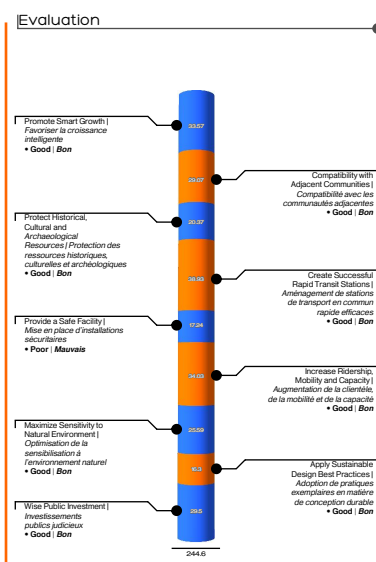 Evaluation
33.57
Promote Smart Growth |
Favoriser la croissance
intelligente
• Good | Bon
29.07
Compatibility with
Adjacent Communities |
Compatibilité avec les
communautés adjacentes
• Good | Bon
20.37
Protect Historical,
Cultural and
Archaeological
Resources | Protection des
ressources historiques,
culturelles et archéologiques
• Good | Bon
38.93
Create Successful
Rapid Transit Stations |
Aménagement de stations
de transport en commun
rapide efficaces
• Good | Bon
17.24
Provide a Safe Facility |
Mise en place d'installations
sécuritaires
• Poor | Mauvais
34.03
Increase Ridership,
Mobility and Capacity |
Augmentation de la clientèle,
de la mobilité et de la capacité
• Good | Bon
25.59
Maximize Sensitivity to
Natural Environment |
Optimisation de la
sensibilisation à
l'environnement naturel
• Good | Bon
16.3
Apply Sustainable
Design Best Practices |
Adoption de pratiques
exemplaires en matière
de conception durable
• Good | Bon
29.5
Wise Public Investment |
Investissements
publics judicieux
• Good | Bon
244.6